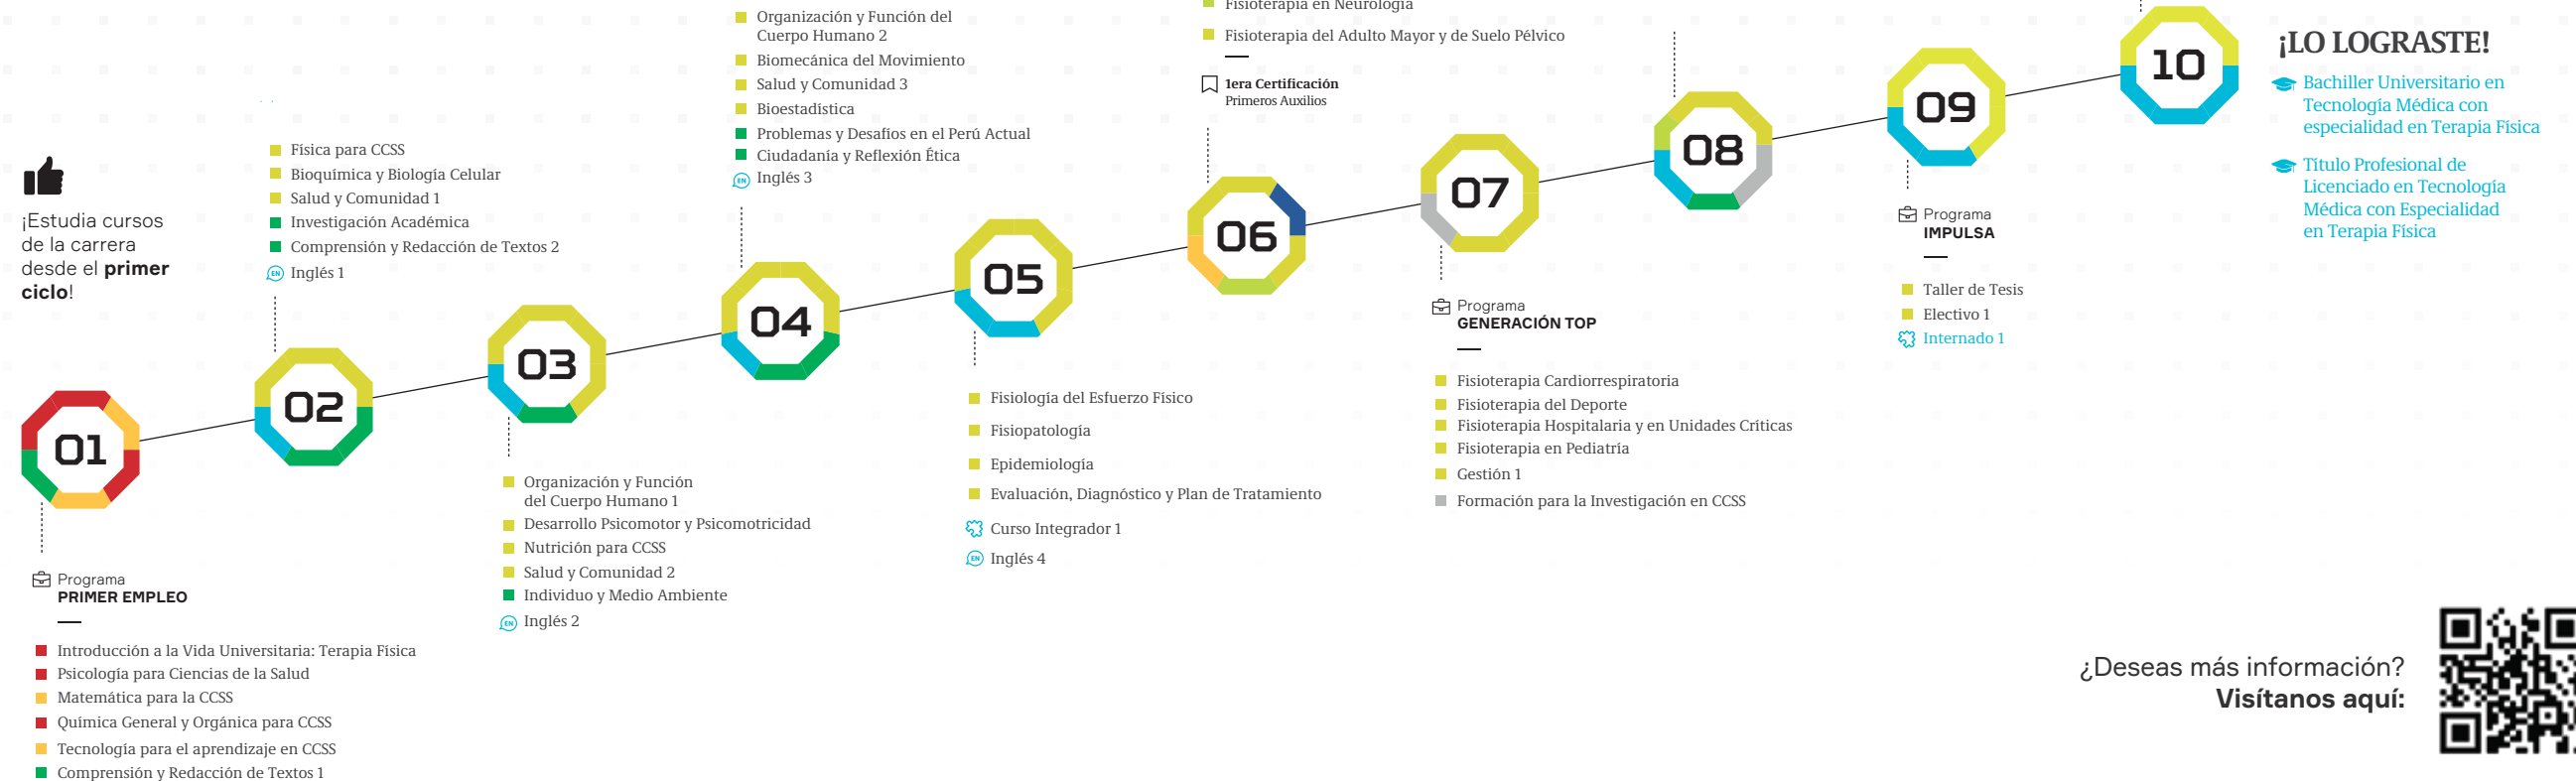 ¡Estudia cursos
de la carrera
desde el primer
ciclo!
01
Programa
PRIMER EMPLEO
Introducción a la Vida Universitaria: Terapia Física
Psicología para Ciencias de la Salud
Matemática para la CCSS
Química General y Orgánica para CCSS
Tecnología para el aprendizaje en CCSS
Comprensión y Redacción de Textos 1
Física para CCSS
Bioquímica y Biología Celular
Salud y Comunidad 1
Investigación Académica
Comprensión y Redacción de Textos 2
EN Inglés 1
02
03
Organización y Función
del Cuerpo Humano 1
Desarrollo Psicomotor y Psicomotricidad
Nutrición para CCSS
Salud y Comunidad 2
Individuo y Medio Ambiente
EN Inglés 2
Organización y Función del
Cuerpo Humano 2
Biomecánica del Movimiento
Salud y Comunidad 3
Bioestadística
Problemas y Desafíos en el Perú Actual
Ciudadanía y Reflexión Ética
EN Inglés 3
04
05
Fisiología del Esfuerzo Físico
Fisiopatología
Epidemiología
Evaluación, Diagnóstico y Plan de Tratamiento
Curso Integrador 1
EN Inglés 4
Fisioterapia en Neurología
Fisioterapia del Adulto Mayor y de Suelo Pélvico
1era Certificación
Primeros Auxilios
06
07
Programa
GENERACIÓN TOP
Fisioterapia Cardiorrespiratoria
Fisioterapia del Deporte
Fisioterapia Hospitalaria y en Unidades Críticas
Fisioterapia en Pediatría
Gestión 1
Formación para la Investigación en CCSS
08
09
Programa
IMPULSA
Taller de Tesis
Electivo 1
Internado 1
10
¡LO LOGRASTE!
Bachiller Universitario en
Tecnología Médica con
especialidad en Terapia Física
Título Profesional de
Licenciado en Tecnología
Médica con Especialidad
en Terapia Física
¿Deseas más información?
Visítanos aquí: